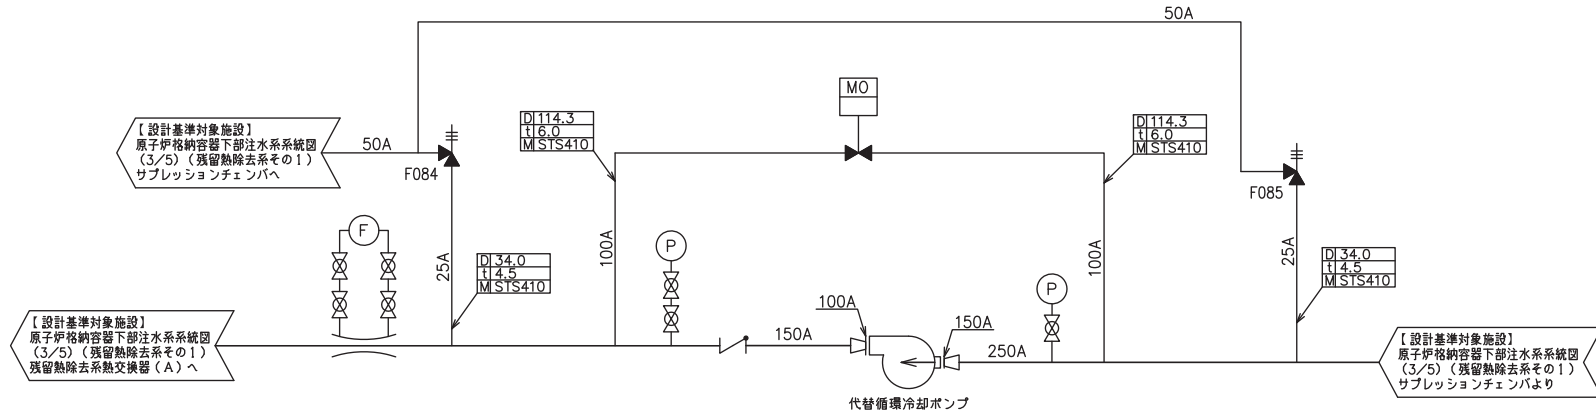 50A
MO
【設計基準対象施設】
原子炉格納容器下部注水系系統図
(3/5)(残留熱除去系その1)
サプレッションチェンバへ
50A
F084
D 114.3
t 6.0
M STS410
D 114.3
t 6.0
M STS410
F085
F
25A
D 34.0
t 4.5
M STS410
100A
P
100A
25A
D 34.0
t 4.5
M STS410
P
【設計基準対象施設】
原子炉格納容器下部注水系系統図
(3/5)(残留熱除去系その1)
残留熱除去系熱交換器(A)へ
150A
100A
150A
250A
代替循環冷却ポンプ
【設計基準対象施設】
原子炉格納容器下部注水系系統図
(3/5)(残留熱除去系その1)
サプレッションチェンバより